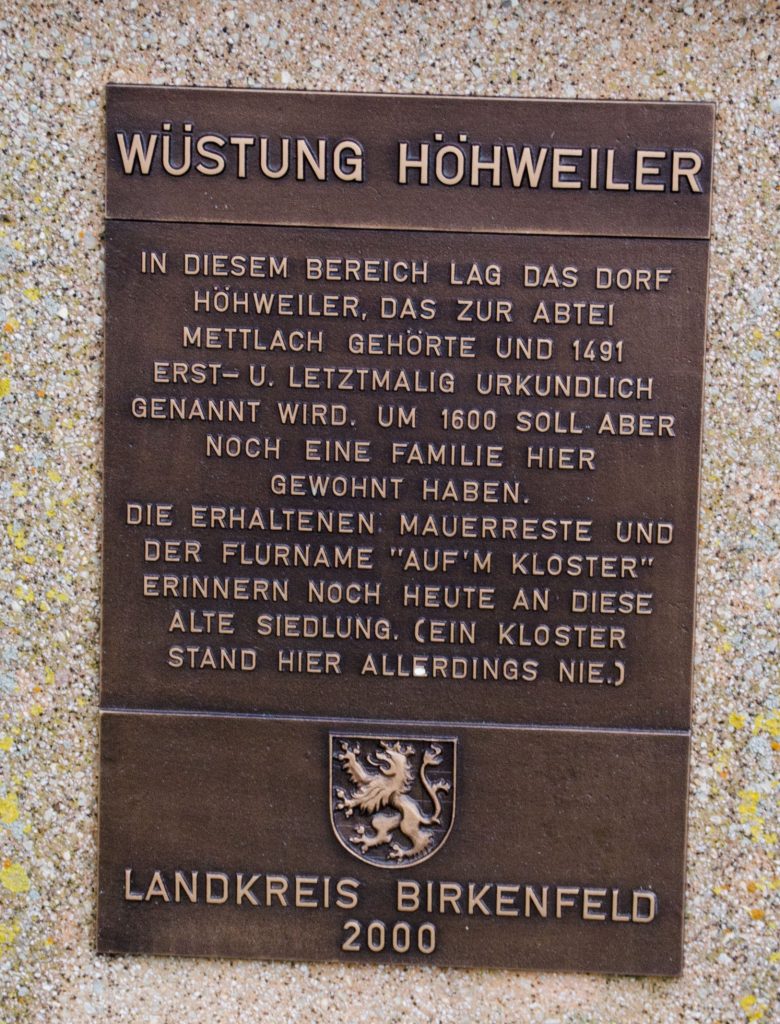 WÜSTUNG HÖHWEILER
IN DIESEM BEREICH LAG DAS DORF
HÖHWEILER, DAS ZUR ABTEI
METTLACH GEHÖRTE UND 1491
ERST- U. LETZTMALIG URKUNDLICH
GENANNT WIRD. UM 1600 SOLL ABER
NOCH EINE FAMILIE HIER
GEWOHNT HABEN.
DIE ERHALTENEN MAUERRESTE UND
DER FLURNAME "AUF'M KLOSTER"
ERINNERN NOCH HEUTE AN DIESE
ALTE SIEDLUNG. (EIN KLOSTER
STAND HIER ALLERDINGS NIE.)
LANDKREIS BIRKENFELD
2000